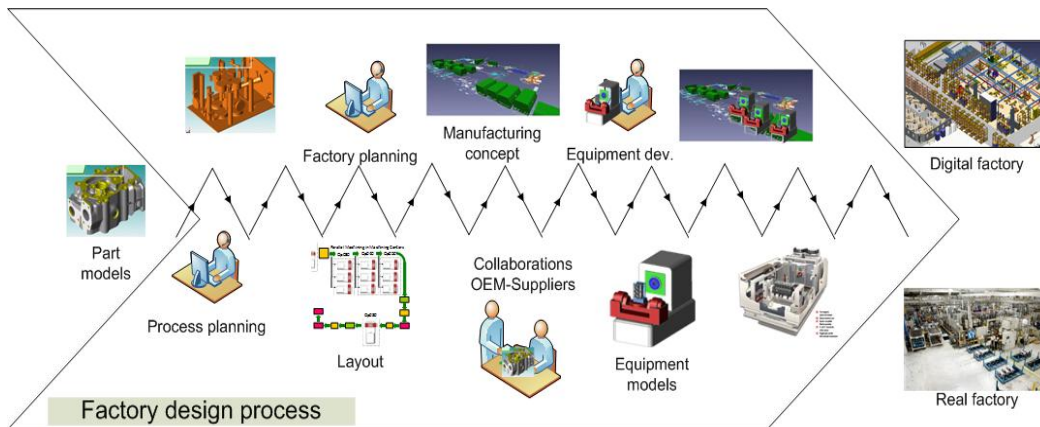 Factory planning
Manufacturing
concept
Equipment dev.
Digital factory
Part
models
Process planning
Layout
Collaborations
OEM-Suppliers
Equipment
models
Real factory
Factory design process